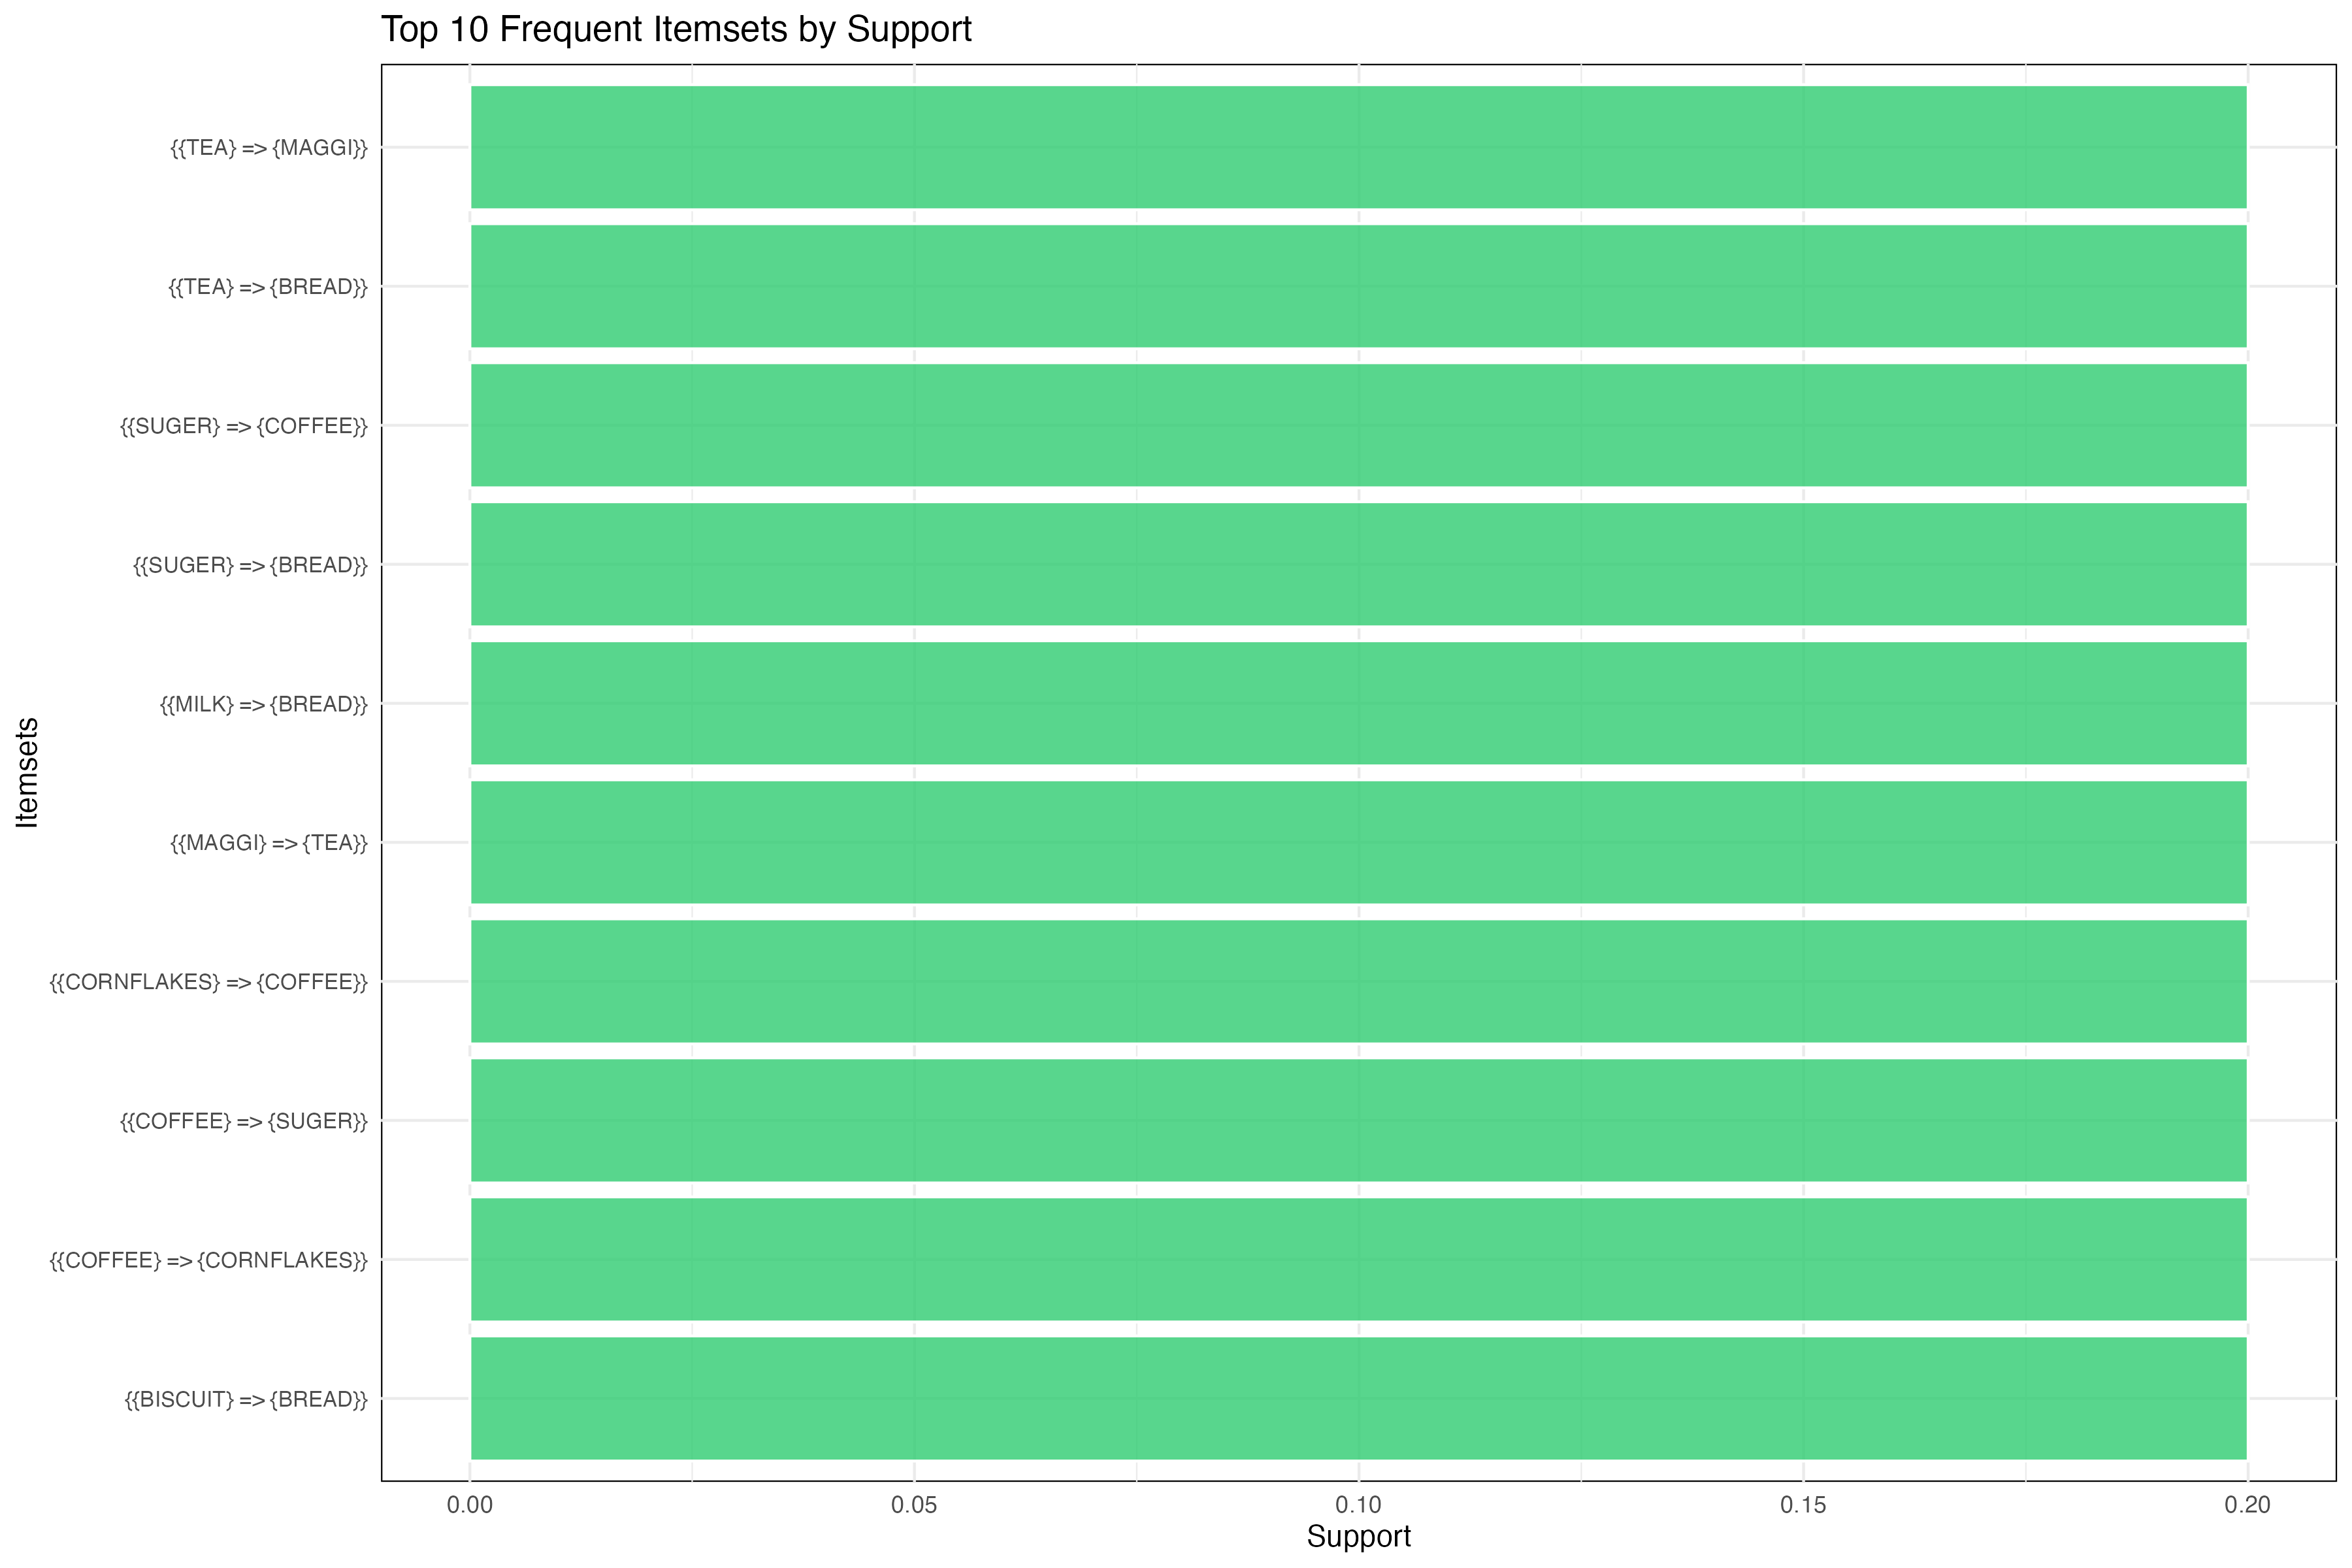 Top 10 Frequent Itemsets by Support
Itemsets
{{TEA} => {MAGGI}}
{{TEA} => {BREAD}}
{{SUGER} => {COFFEE}}
{{SUGER} => {BREAD}}
{{MILK} => {BREAD}}
{{MAGGI} => {TEA}}
{{CORNFLAKES} => {COFFEE}}
{{COFFEE} => {SUGER}}
{{COFFEE} => {CORNFLAKES}}
{{BISCUIT} => {BREAD}}
0.00 0.05 0.10 0.15 0.20
Support